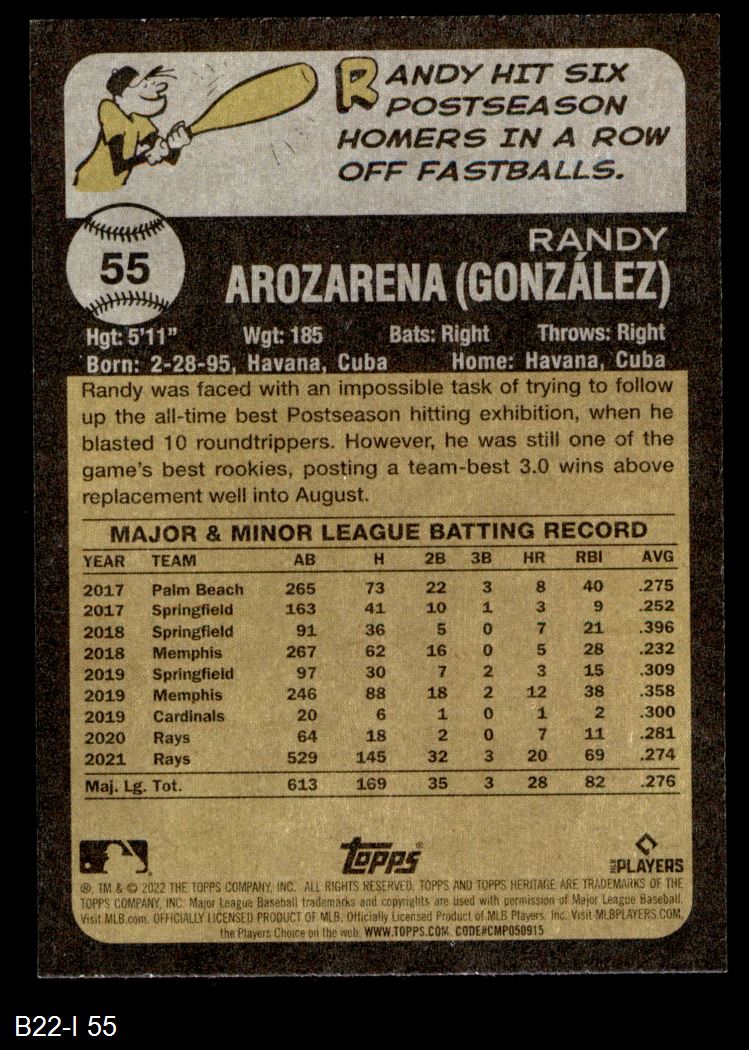 RANDY HIT SIX
POSTSEASON
HOMERS IN A ROW
OFF FASTBALLS.
55
RANDY
AROZARENA (GONZÁLEZ)
Hgt: 5'11" Wgt: 185 Bats: Right Throws: Right
Born: 2-28-95, Havana, Cuba Home: Havana, Cuba
Randy was faced with an impossible task of trying to follow
up the all-time best Postseason hitting exhibition, when he
blasted 10 roundtrippers. However, he was still one of the
game's best rookies, posting a team-best 3.0 wins above
replacement well into August.
MAJOR & MINOR LEAGUE BATTING RECORD
YEAR TEAM AB H 2B 3B HR RBI AVG
2017 Palm Beach 265 73 22 3 8 40 .275
2017 Springfield 163 41 10 1 3 9 .252
2018 Springfield 91 36 5 0 7 21 .396
2018 Memphis 267 62 16 0 5 28 .232
2019 Springfield 97 30 7 2 3 15 .309
2019 Memphis 246 88 18 2 12 38 .358
2019 Cardinals 20 6 1 0 1 2 .300
2020 Rays 64 18 2 0 7 11 .281
2021 Rays 529 145 32 3 20 69 .274
Maj. Lg. Tot. 613 169 35 3 28 82 .276
Topps® MLB PLAYERS
®, TM & © 2022 THE TOPPS COMPANY, INC. ALL RIGHTS RESERVED. TOPPS AND TOPPS HERITAGE ARE TRADEMARKS OF THE
TOPPS COMPANY, INC. Major League Baseball trademarks and copyrights are used with permission of Major League Baseball.
Visit MLB.com. OFFICIALLY LICENSED PRODUCT OF MLB. Officially Licensed Product of MLB Players, Inc. Visit MLBPLAYERS.COM,
the Players Choice on the web. WWW.TOPPS.COM. CODE#CMP050915
B22-I 55